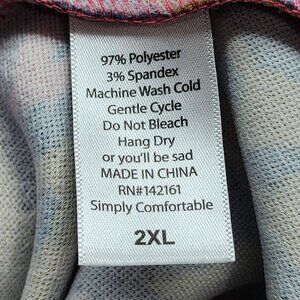 97% Polyester
3% Spandex
Machine Wash Cold
Gentle Cycle
Do Not Bleach
Hang Dry
or you'll be sad
MADE IN CHINA
RN#142161
Simply Comfortable
2XL